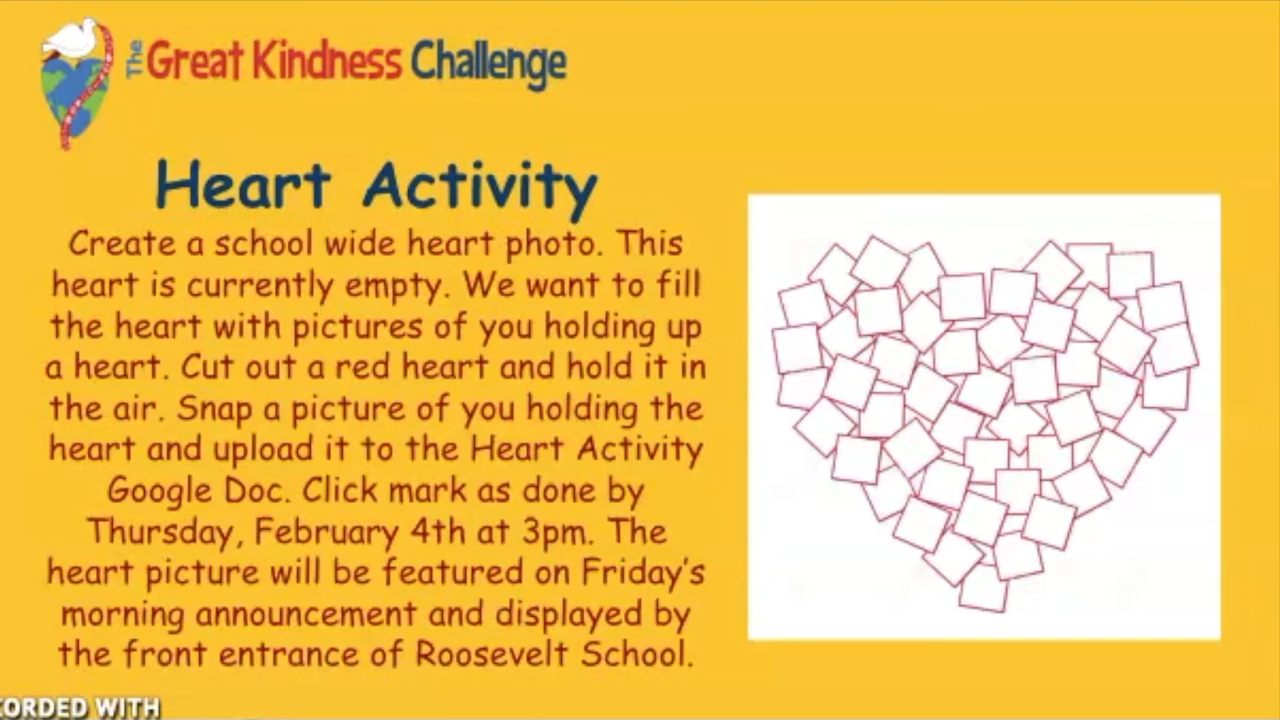 The Great Kindness Challenge
Heart Activity
Create a school wide heart photo. This
heart is currently empty. We want to fill
the heart with pictures of you holding up
a heart. Cut out a red heart and hold it in
the air. Snap a picture of you holding the
heart and upload it to the Heart Activity
Google Doc. Click mark as done by
Thursday, February 4th at 3pm. The
heart picture will be featured on Friday's
morning announcement and displayed by
the front entrance of Roosevelt School.
CORDED WITH